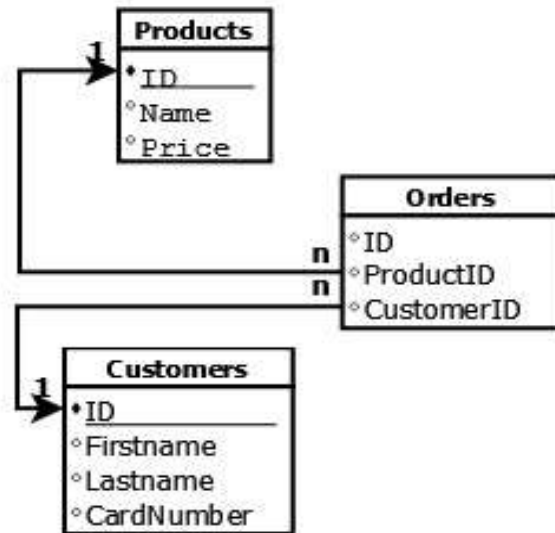 Products
1
ID
Name
Price
Orders
n
ID
n
ProductID
CustomerID
Customers
1
ID
Firstname
Lastname
CardNumber